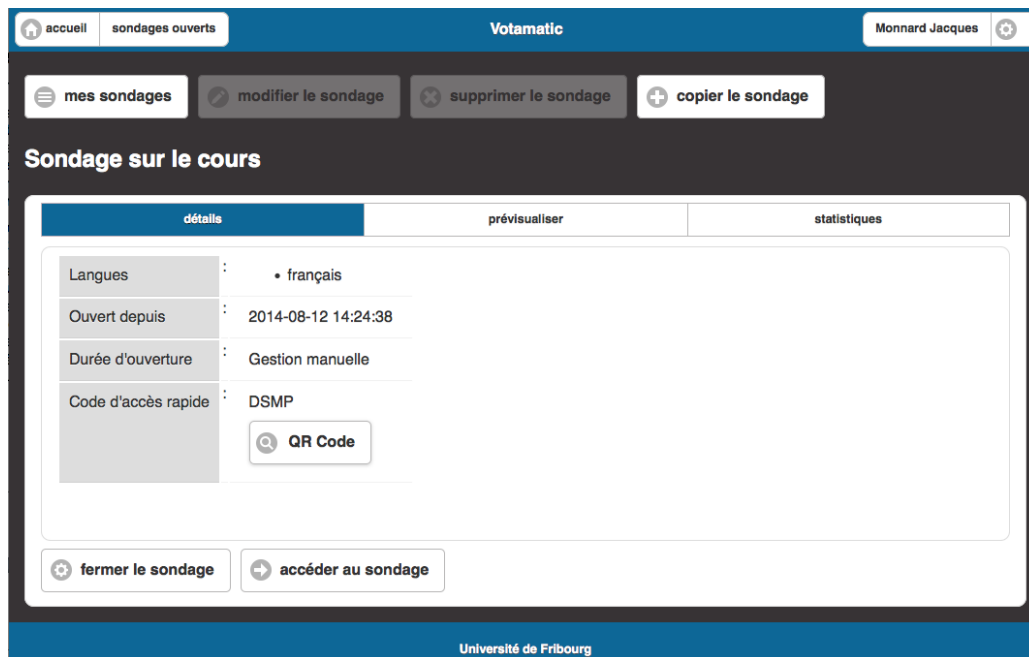 accueil sondages ouverts Votamatic Monnard Jacques
mes sondages modifier le sondage supprimer le sondage copier le sondage
Sondage sur le cours
détails prévisualiser statistiques
Langues : • français
Ouvert depuis : 2014-08-12 14:24:38
Durée d'ouverture : Gestion manuelle
Code d'accès rapide : DSMP
QR Code
fermer le sondage accéder au sondage
Université de Fribourg